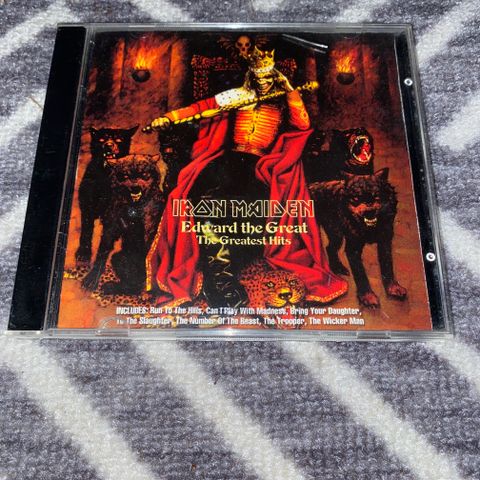 IRON MAIDEN
Edward the Great
The Greatest Hits
INCLUDES: Run To The Hills, Can I Play With Madness, Bring Your Daughter,
To The Slaughter, The Number Of The Beast, The Trooper, The Wicker Man